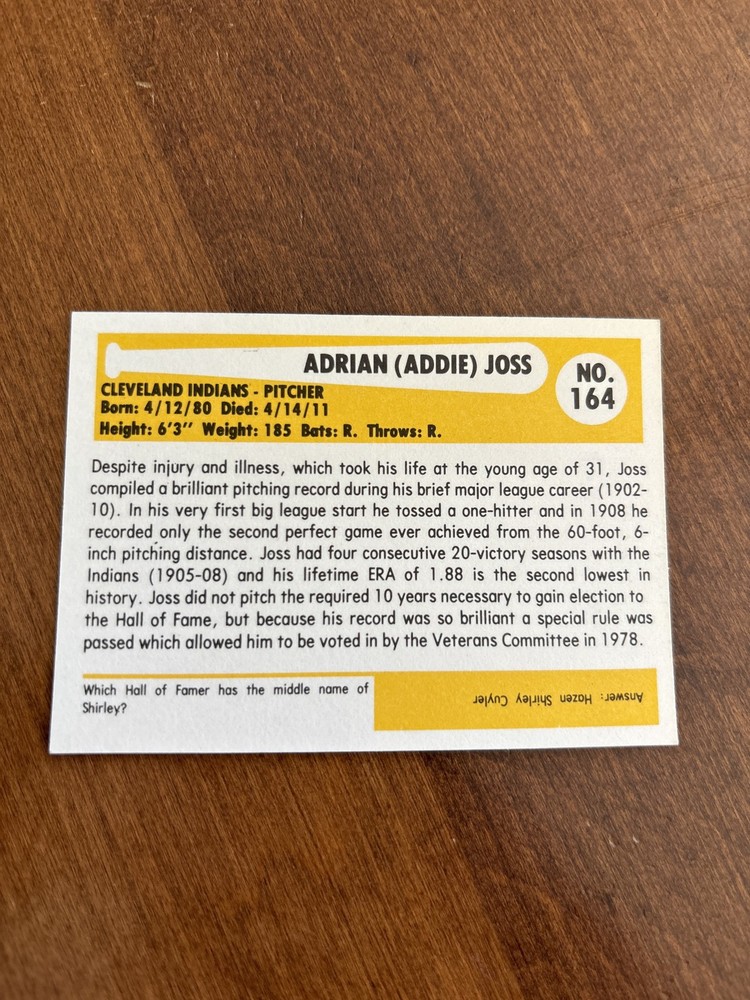 ADRIAN (ADDIE) JOSS
NO.
164
CLEVELAND INDIANS - PITCHER
Born: 4/12/80 Died: 4/14/11
Height: 6'3'' Weight: 185 Bats: R. Throws: R.
Despite injury and illness, which took his life at the young age of 31, Joss
compiled a brilliant pitching record during his brief major league career (1902-
10). In his very first big league start he tossed a one-hitter and in 1908 he
recorded only the second perfect game ever achieved from the 60-foot, 6-
inch pitching distance. Joss had four consecutive 20-victory seasons with the
Indians (1905-08) and his lifetime ERA of 1.88 is the second lowest in
history. Joss did not pitch the required 10 years necessary to gain election to
the Hall of Fame, but because his record was so brilliant a special rule was
passed which allowed him to be voted in by the Veterans Committee in 1978.
Which Hall of Famer has the middle name of
Shirley?
Answer: Hazen Shirley Cuyler